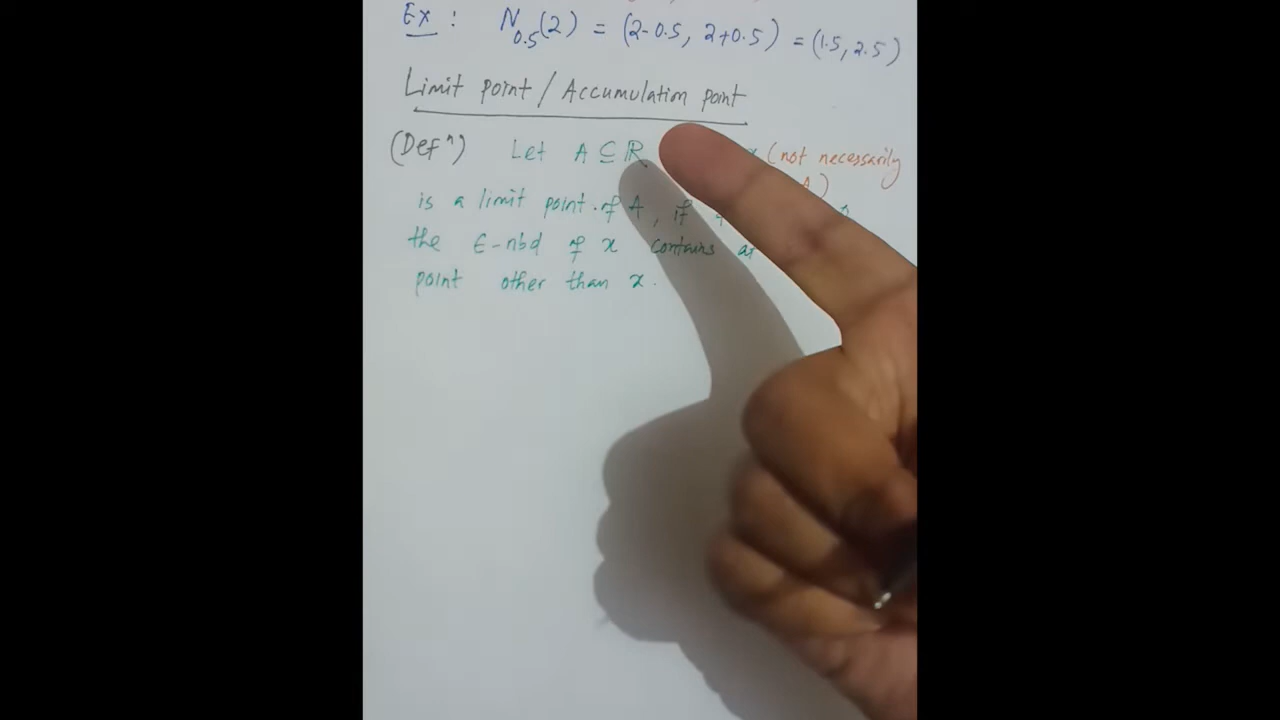 Ex : N0.5(2) = (2-0.5, 2+0.5) = (1.5, 2.5)
Limit point / Accumulation point
(Defⁿ) Let A ⊆ ℝ x (not necessarily
A)
is a limit point of A, if
the ε-nbd of x contains at
point other than x.